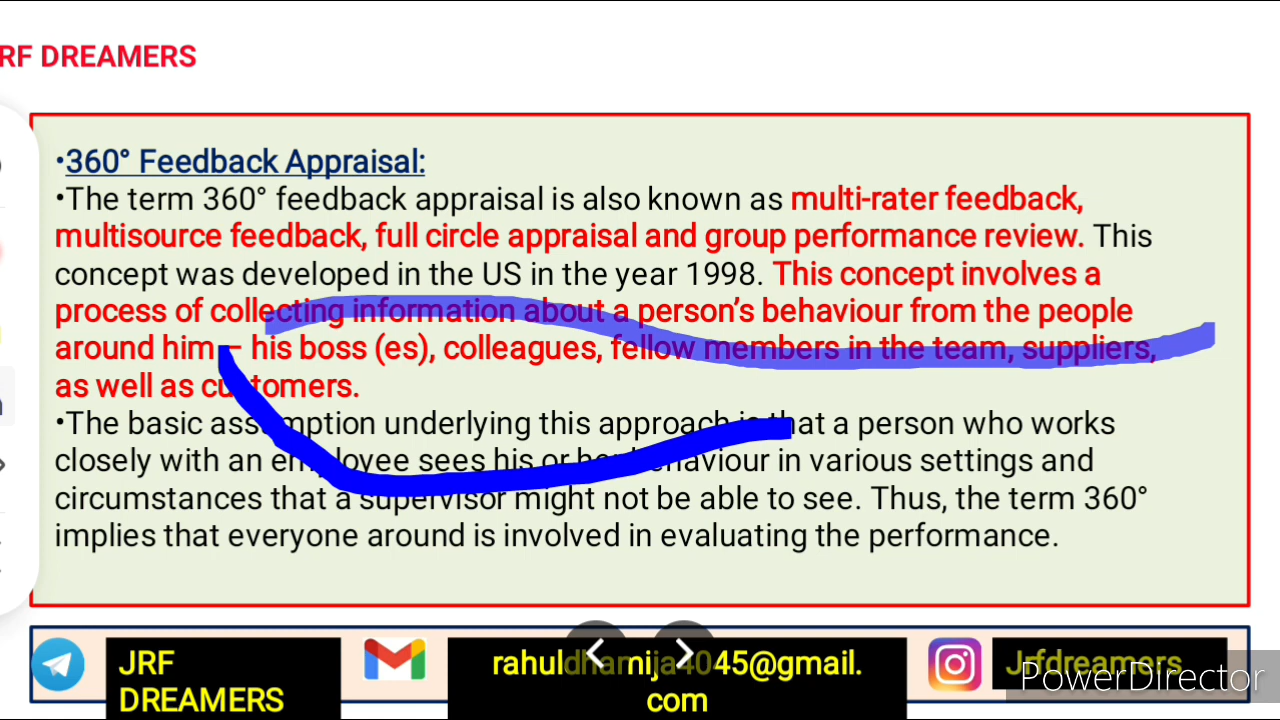 RF DREAMERS
•360° Feedback Appraisal:
•The term 360° feedback appraisal is also known as multi-rater feedback,
multisource feedback, full circle appraisal and group performance review. This
concept was developed in the US in the year 1998. This concept involves a
process of collecting information about a person's behaviour from the people
around him – his boss (es), colleagues, fellow members in the team, suppliers,
as well as customers.
•The basic assumption underlying this approach is that a person who works
closely with an employee sees his or her behaviour in various settings and
circumstances that a supervisor might not be able to see. Thus, the term 360°
implies that everyone around is involved in evaluating the performance.
JRF
DREAMERS
rahuldhamija4045@gmail.
com
Jrfdreamers
PowerDirector